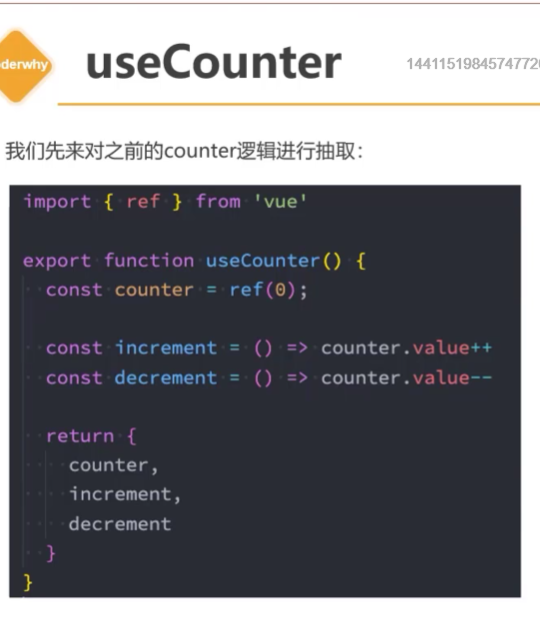 derwhy
useCounter
我们先来对之前的counter逻辑进行抽取：
import { ref } from 'vue'
export function useCounter() {
const counter = ref(0);
const increment = () => counter.value++
const decrement = () => counter.value--
return {
counter,
increment,
decrement
}
}